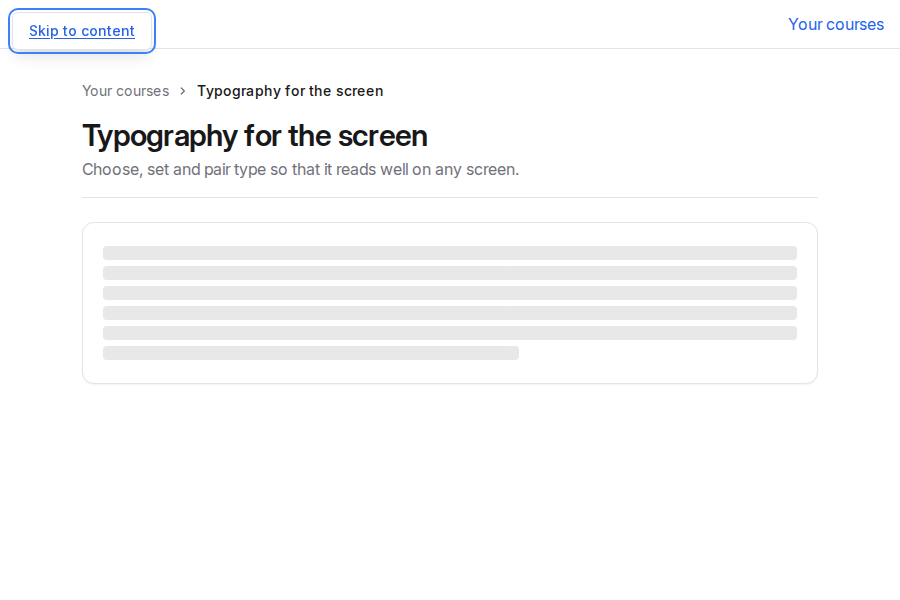 Skip to content
Your courses
Your courses > Typography for the screen
Typography for the screen
Choose, set and pair type so that it reads well on any screen.